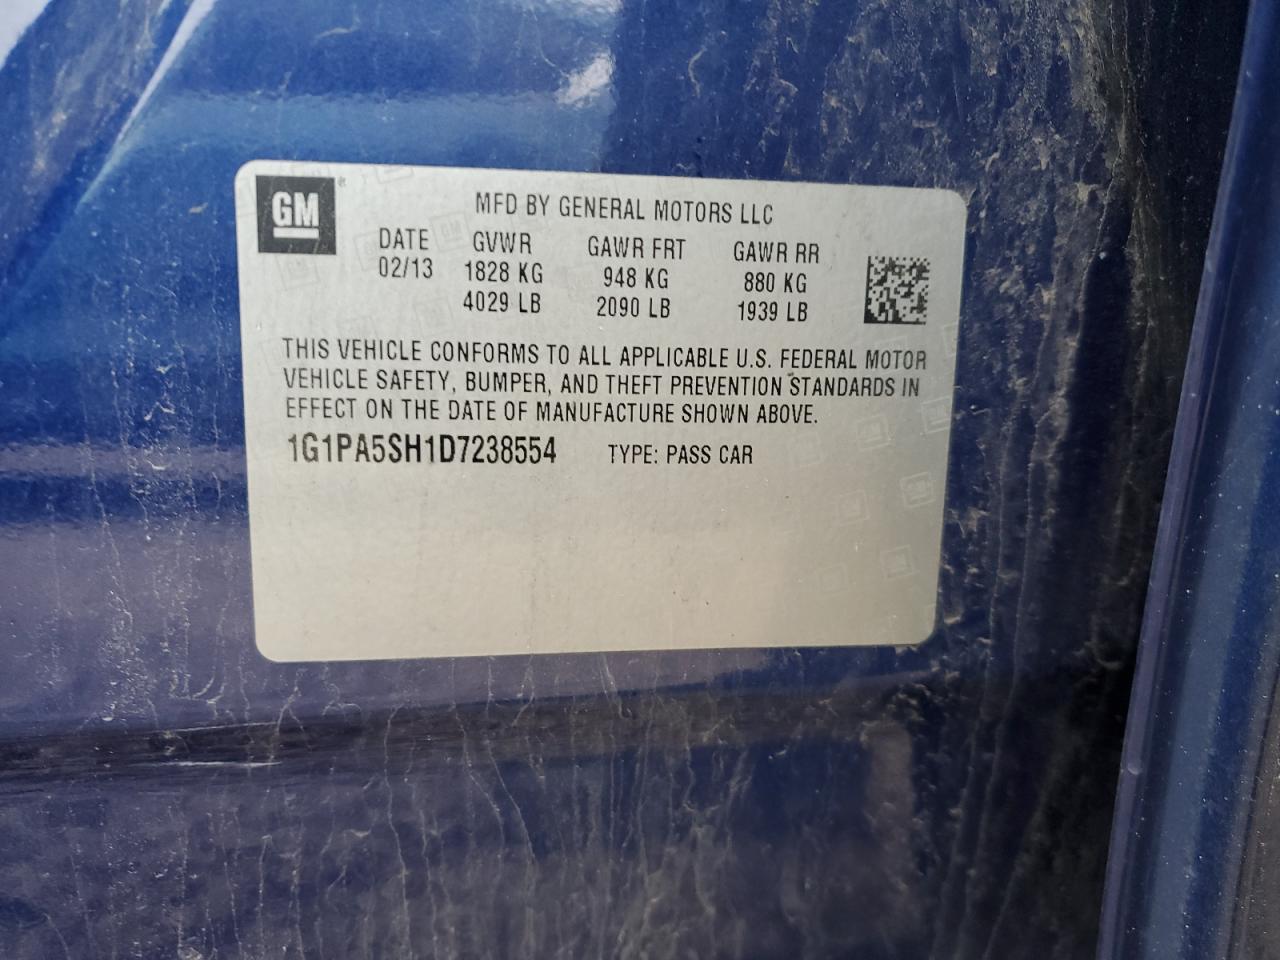 GM
MFD BY GENERAL MOTORS LLC
DATE GVWR GAWR FRT GAWR RR
02/13 1828 KG 948 KG 880 KG
4029 LB 2090 LB 1939 LB
THIS VEHICLE CONFORMS TO ALL APPLICABLE U.S. FEDERAL MOTOR
VEHICLE SAFETY, BUMPER, AND THEFT PREVENTION STANDARDS IN
EFFECT ON THE DATE OF MANUFACTURE SHOWN ABOVE.
1G1PA5SH1D7238554 TYPE: PASS CAR